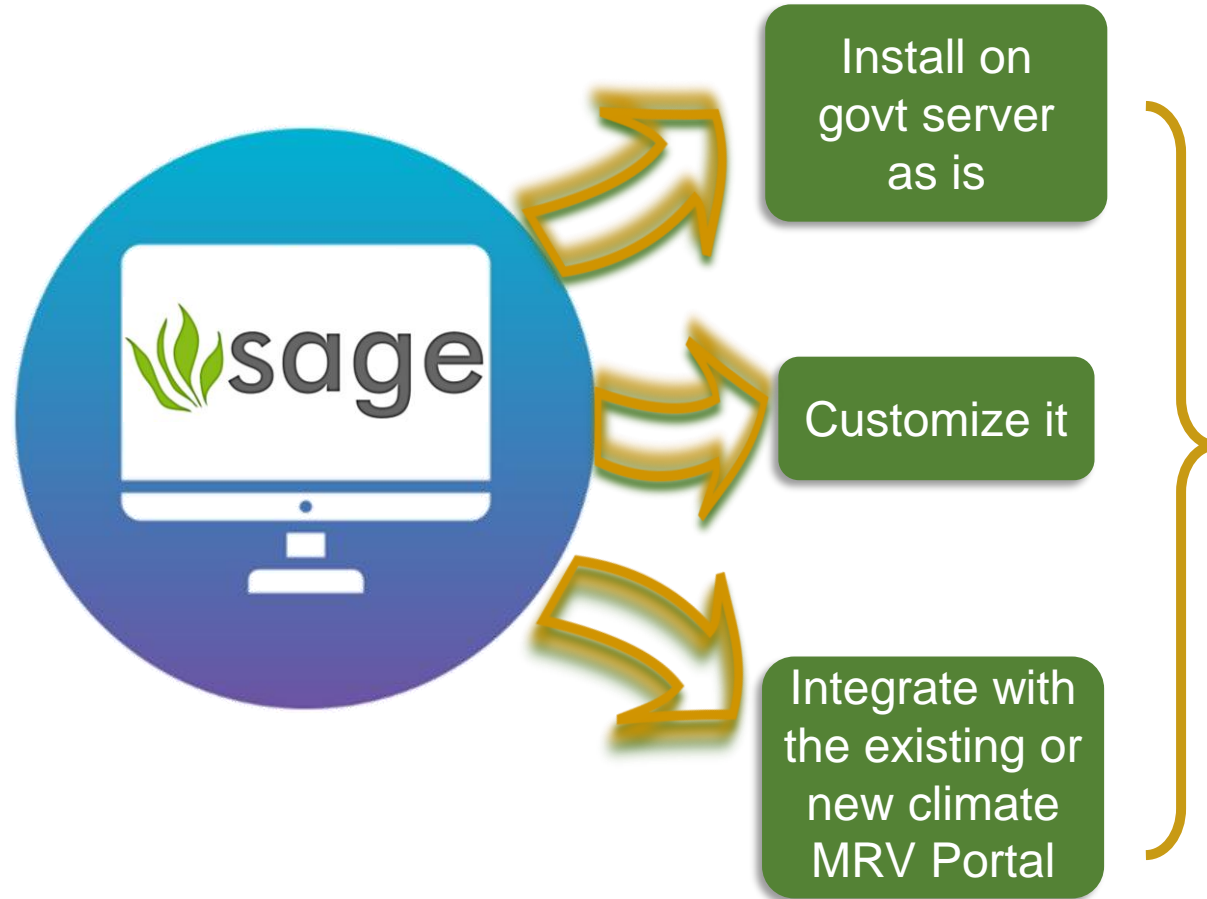 sage
Install on
govt server
as is
Customize it
Integrate with
the existing or
new climate
MRV Portal